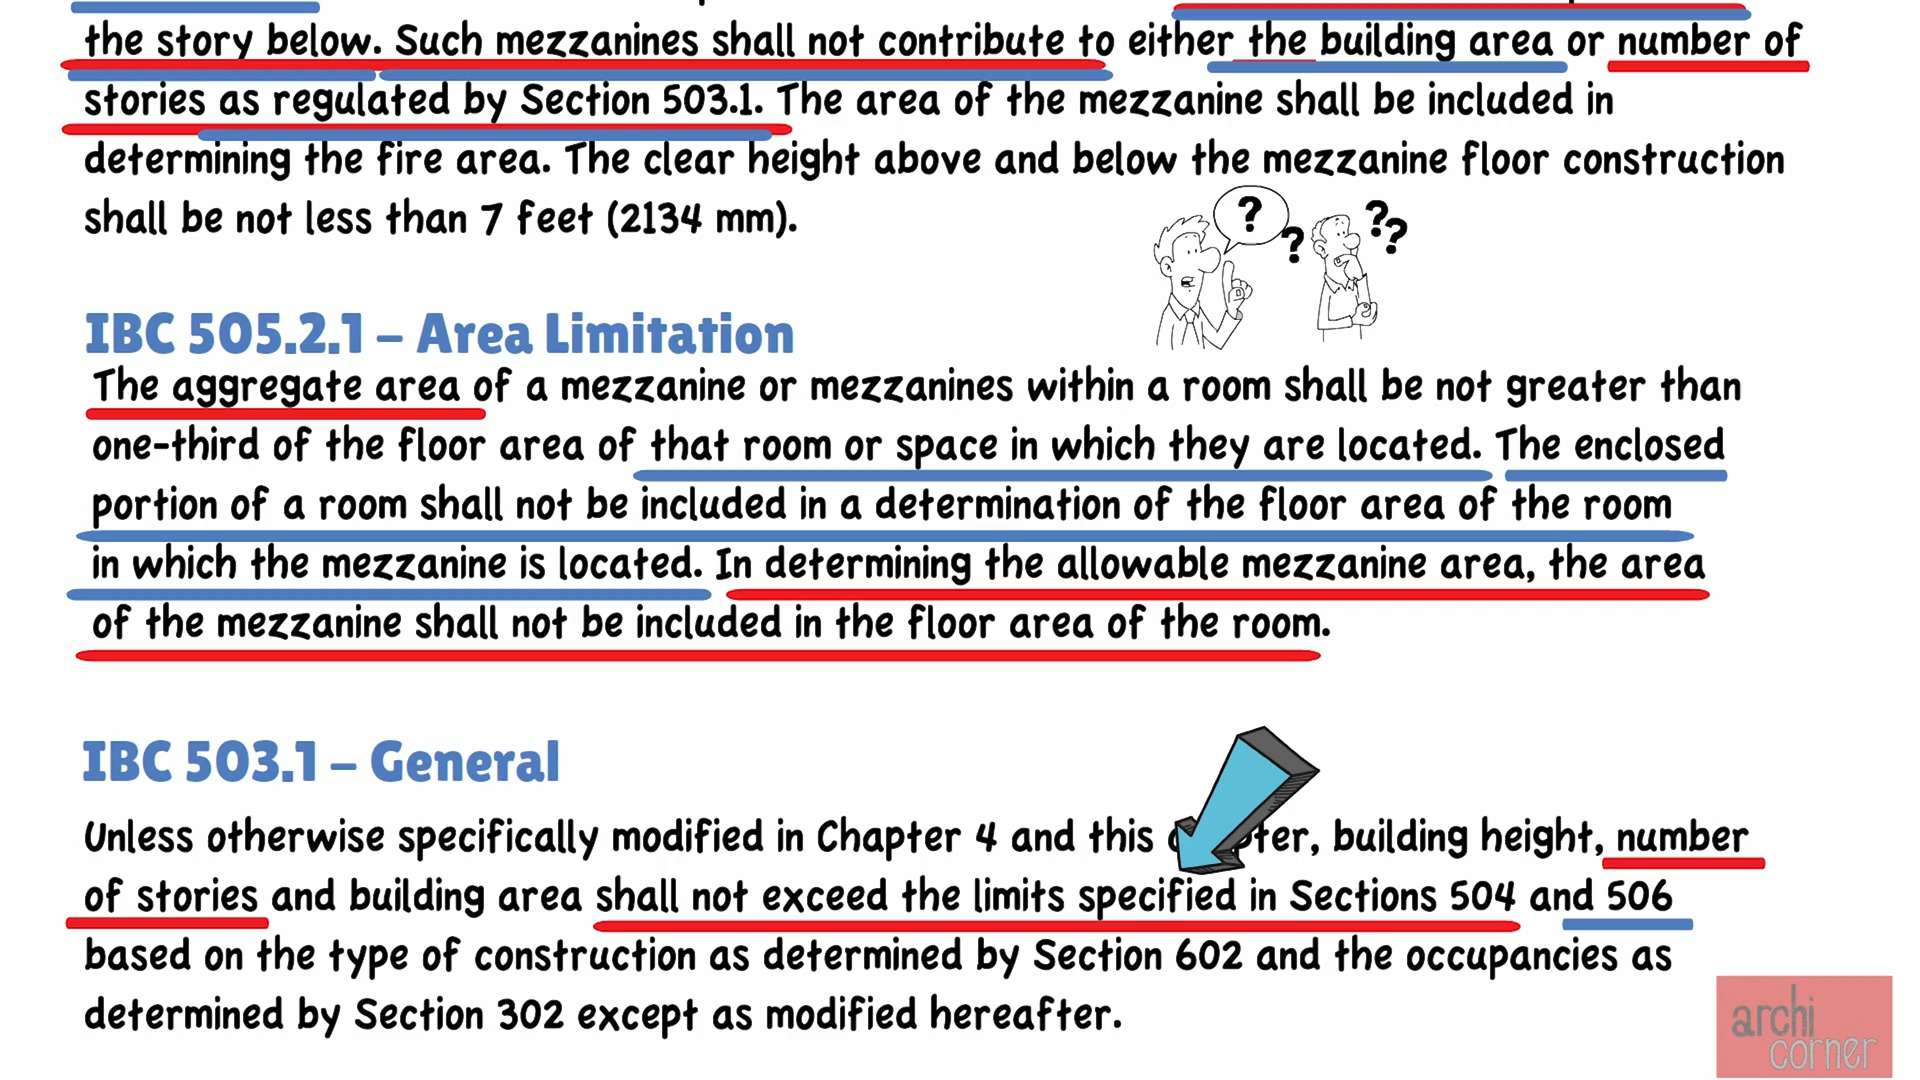 the story below. Such mezzanines shall not contribute to either the building area or number of
stories as regulated by Section 503.1. The area of the mezzanine shall be included in
determining the fire area. The clear height above and below the mezzanine floor construction
shall be not less than 7 feet (2134 mm).
?
?
??
IBC 505.2.1 – Area Limitation
The aggregate area of a mezzanine or mezzanines within a room shall be not greater than
one-third of the floor area of that room or space in which they are located. The enclosed
portion of a room shall not be included in a determination of the floor area of the room
in which the mezzanine is located. In determining the allowable mezzanine area, the area
of the mezzanine shall not be included in the floor area of the room.
IBC 503.1 – General
Unless otherwise specifically modified in Chapter 4 and this chapter, building height, number
of stories and building area shall not exceed the limits specified in Sections 504 and 506
based on the type of construction as determined by Section 602 and the occupancies as
determined by Section 302 except as modified hereafter.
archi
corner